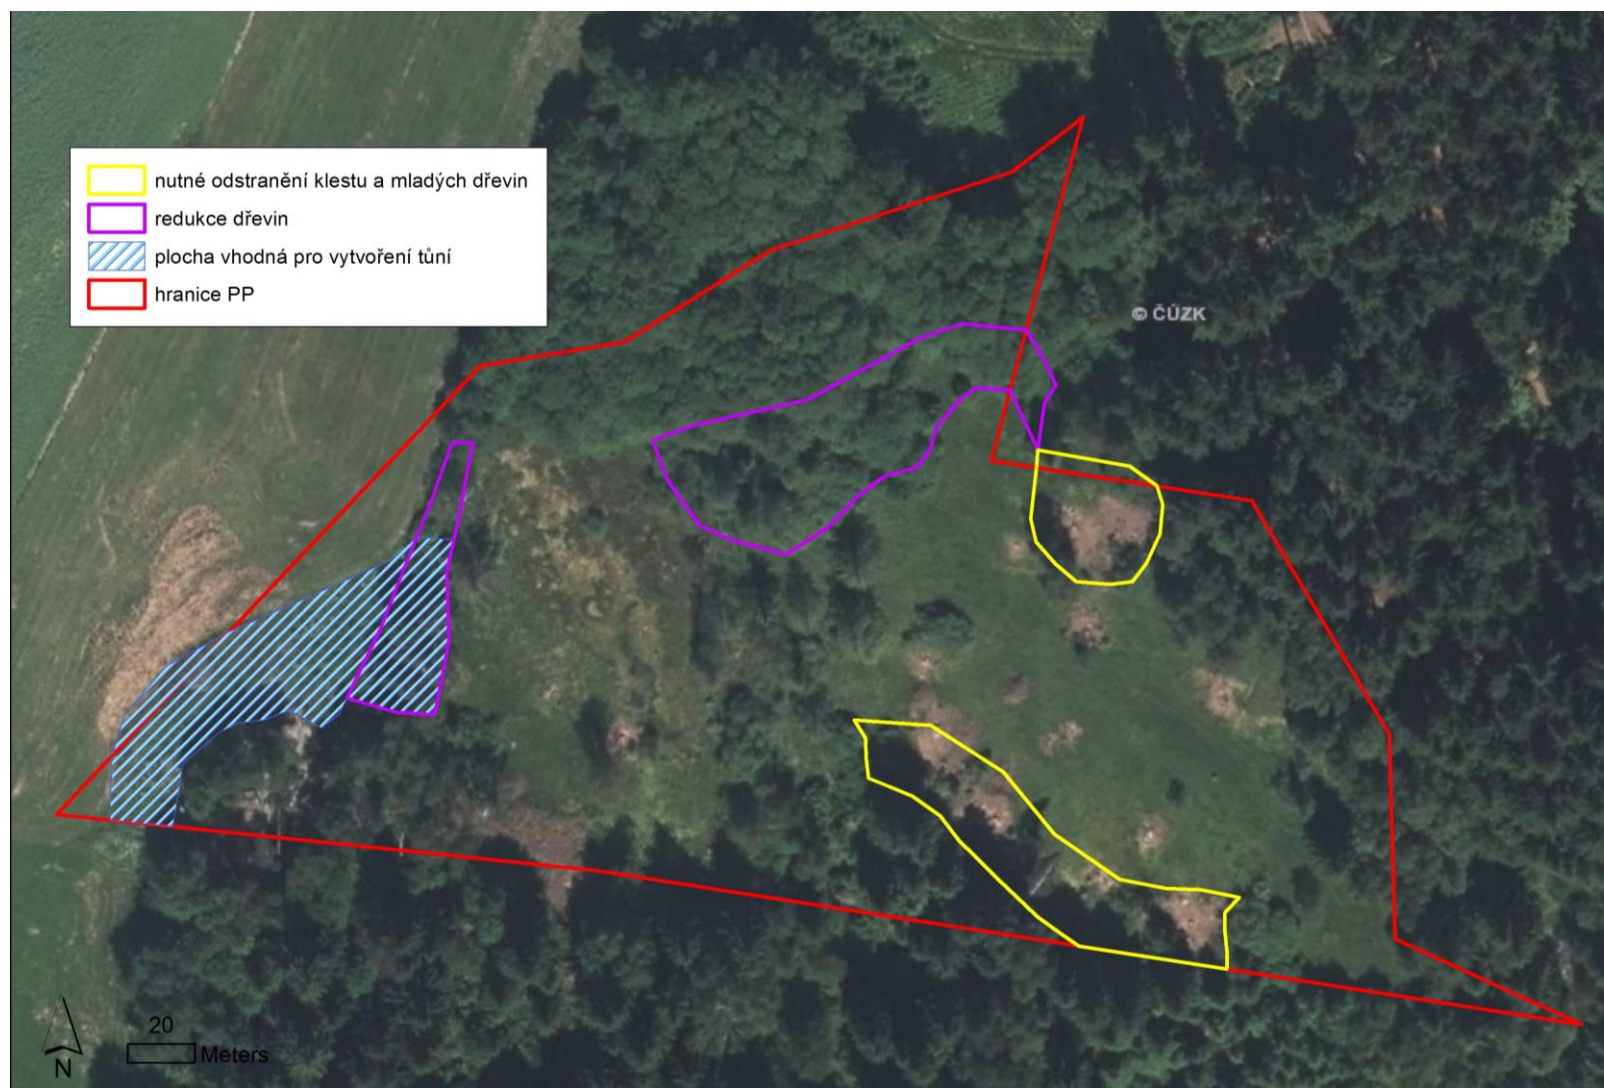 nutné odstranění klestu a mladých dřevin
redukce dřevin
plocha vhodná pro vytvoření tůní
hranice PP
© ČÚZK
20
Meters
N